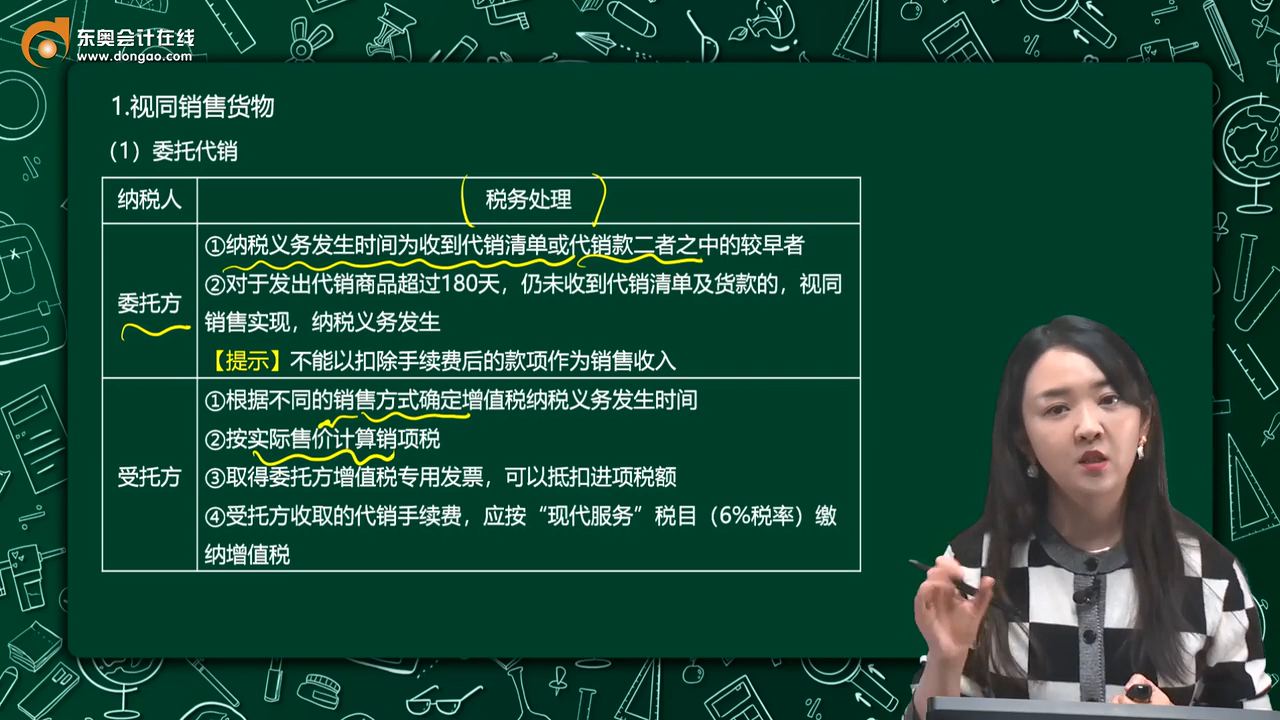 东奥会计在线
www.dongao.com
1.视同销售货物
（1）委托代销
纳税人
税务处理
委托方
①纳税义务发生时间为收到代销清单或代销款二者之中的较早者
②对于发出代销商品超过180天，仍未收到代销清单及货款的，视同
销售实现，纳税义务发生
【提示】不能以扣除手续费后的款项作为销售收入
受托方
①根据不同的销售方式确定增值税纳税义务发生时间
②按实际售价计算销项税
③取得委托方增值税专用发票，可以抵扣进项税额
④受托方收取的代销手续费，应按“现代服务”税目（6%税率）缴
纳增值税